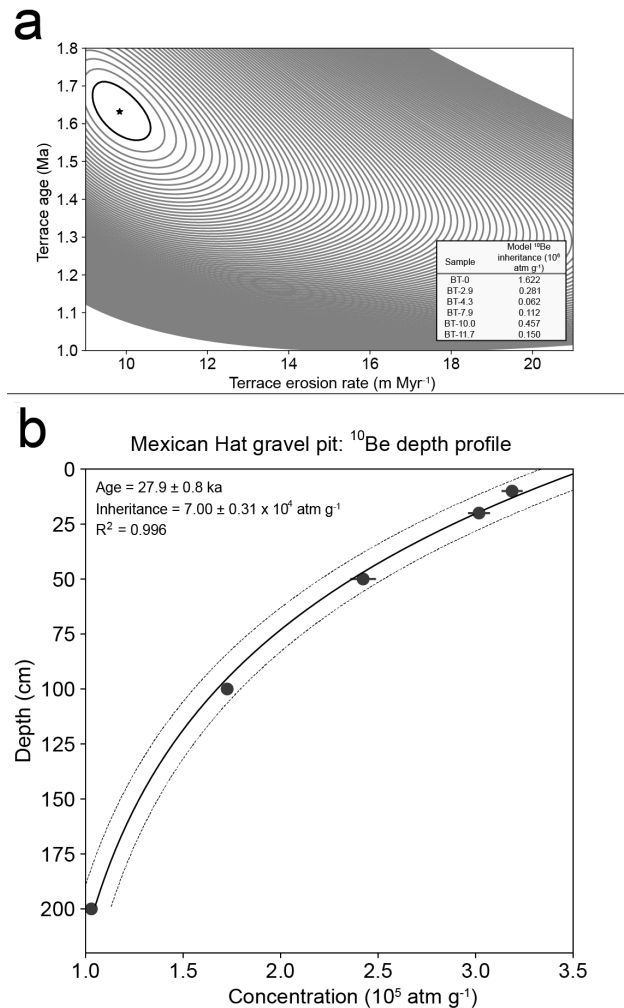 a
1.8
1.7
1.6
1.5
1.4
1.3
1.2
1.1
1.0
Terrace age (Ma)
10 12 14 16 18 20
Terrace erosion rate (m Myr⁻¹)
Sample Model ¹⁰Be inheritance (10⁶ atm g⁻¹)
BT-0 1.622
BT-2.9 0.281
BT-4.3 0.062
BT-7.9 0.112
BT-10.0 0.457
BT-11.7 0.150
b
Mexican Hat gravel pit: ¹⁰Be depth profile
Age = 27.9 ± 0.8 ka
Inheritance = 7.00 ± 0.31 x 10⁴ atm g⁻¹
R² = 0.996
0
25
50
75
100
125
150
175
200
Depth (cm)
1.0 1.5 2.0 2.5 3.0 3.5
Concentration (10⁵ atm g⁻¹)